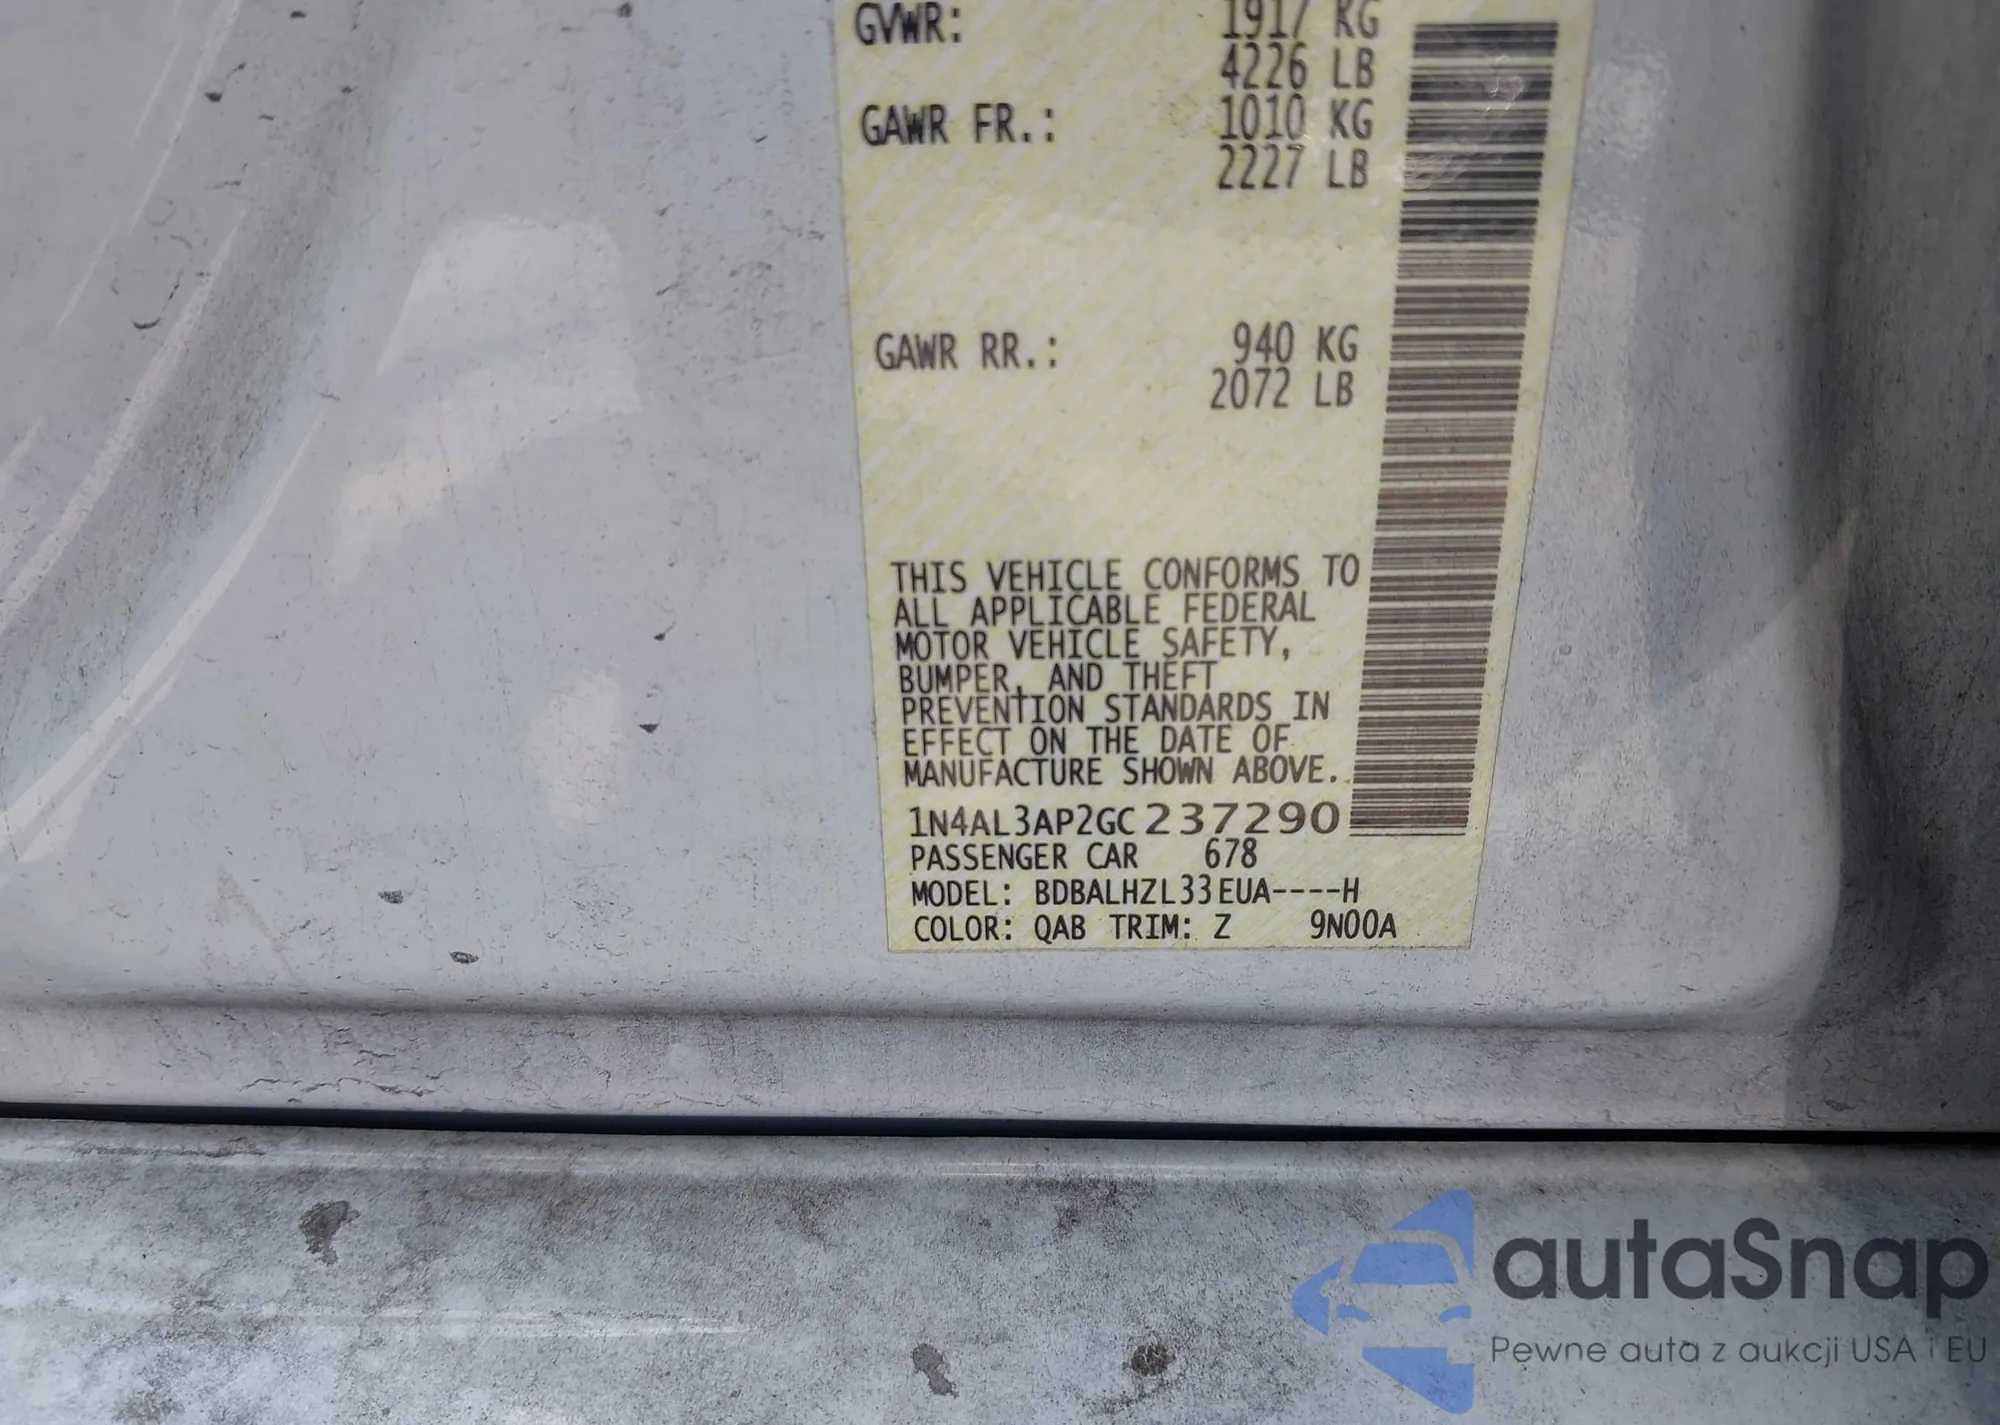 GVWR: 1917 KG
4226 LB
GAWR FR.: 1010 KG
2227 LB
GAWR RR.: 940 KG
2072 LB
THIS VEHICLE CONFORMS TO
ALL APPLICABLE FEDERAL
MOTOR VEHICLE SAFETY,
BUMPER, AND THEFT
PREVENTION STANDARDS IN
EFFECT ON THE DATE OF
MANUFACTURE SHOWN ABOVE.
1N4AL3AP2GC237290
PASSENGER CAR 678
MODEL: BDBALHZL33EUA----H
COLOR: QAB TRIM: Z 9N00A
autaSnap
Pewne auta z aukcji USA i EU